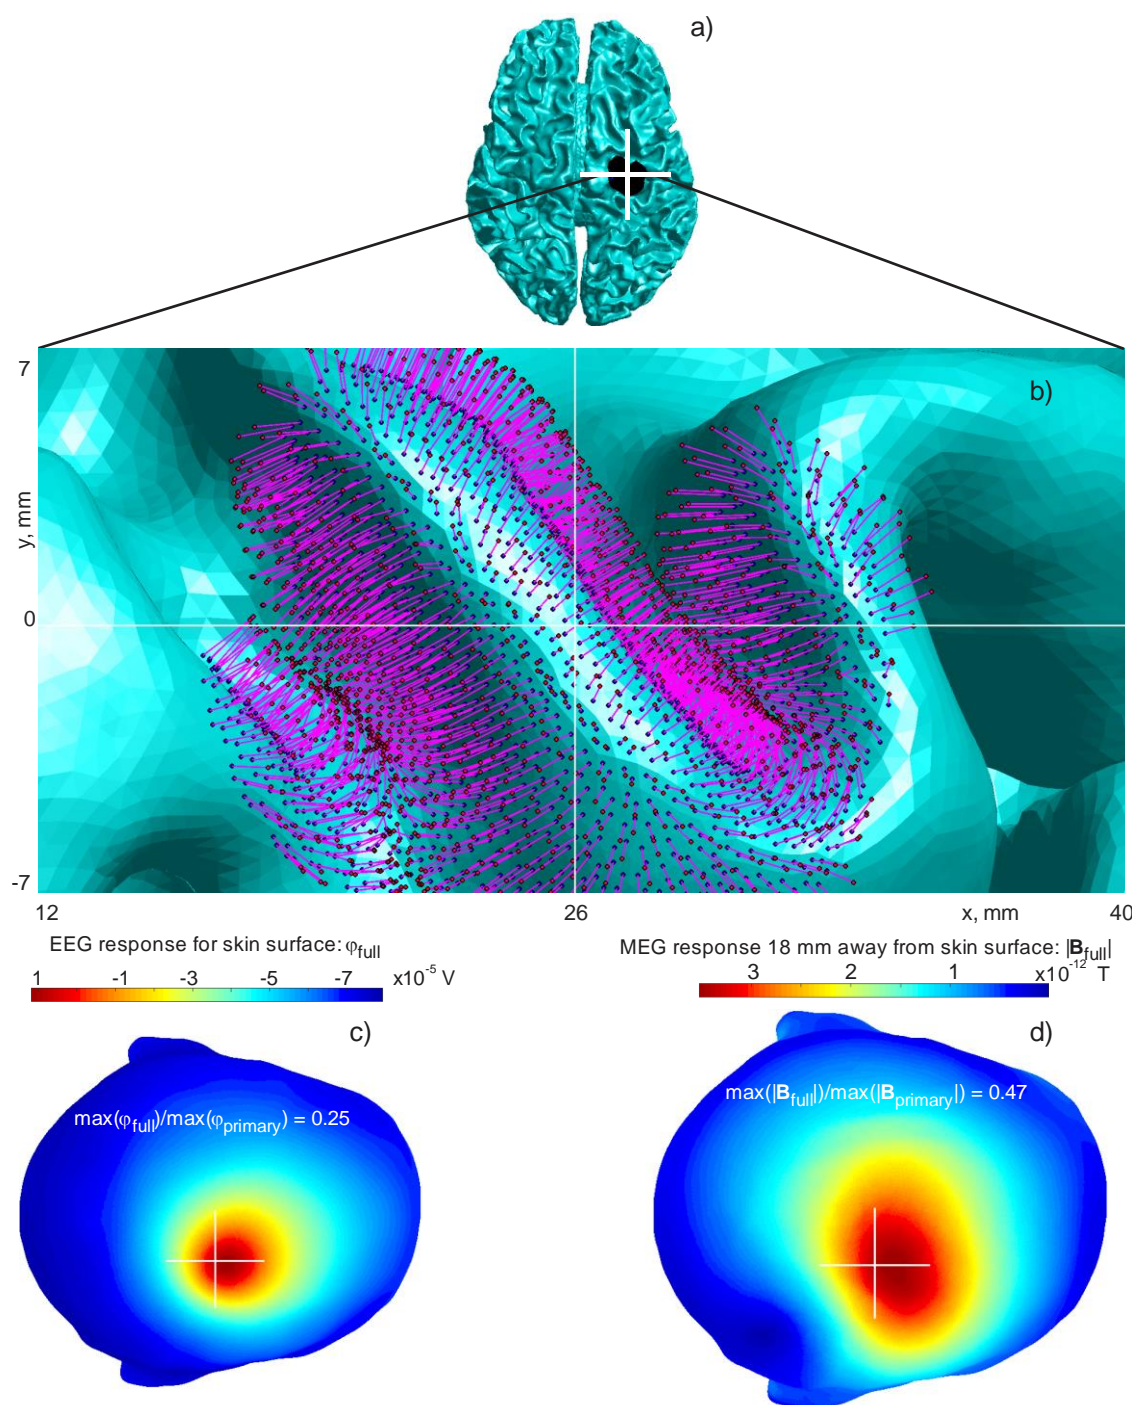 a)
7
b)
y, mm
0
-7
12 26 x, mm 40
EEG response for skin surface: φfull
1 -1 -3 -5 -7 x10-5 V
MEG response 18 mm away from skin surface: |Bfull|
3 2 1 x10-12 T
c)
d)
max(φfull)/max(φprimary) = 0.25
max(|Bfull|)/max(|Bprimary|) = 0.47